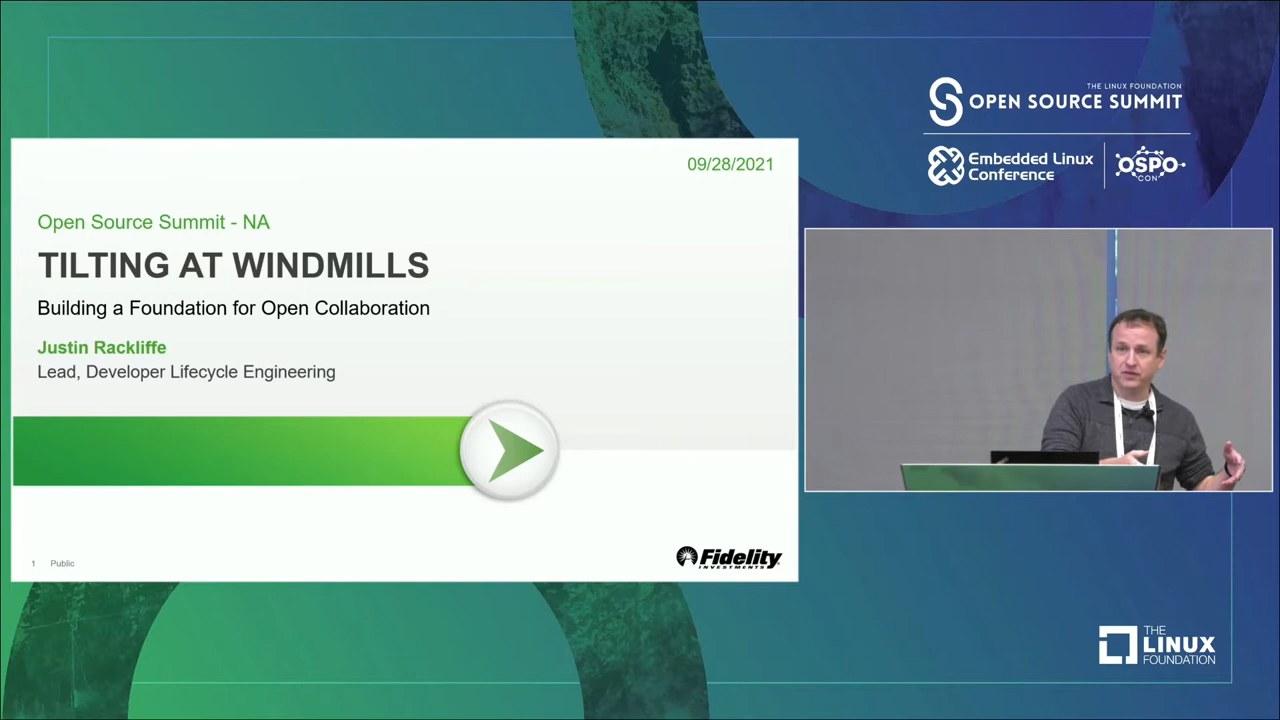 THE LINUX FOUNDATION
OPEN SOURCE SUMMIT
Embedded Linux
Conference
OSPO
CON
09/28/2021
Open Source Summit - NA
TILTING AT WINDMILLS
Building a Foundation for Open Collaboration
Justin Rackliffe
Lead, Developer Lifecycle Engineering
1 Public
Fidelity
INVESTMENTS
THE
LINUX
FOUNDATION